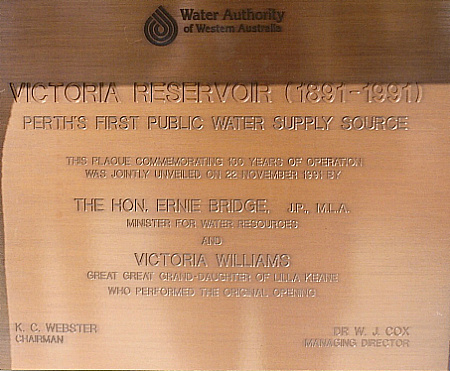 Water Authority
of Western Australia
VICTORIA RESERVOIR (1891-1991)
PERTH'S FIRST PUBLIC WATER SUPPLY SOURCE
THIS PLAQUE COMMEMORATING 100 YEARS OF OPERATION
WAS JOINTLY UNVEILED ON 22 NOVEMBER 1991 BY
THE HON. ERNIE BRIDGE, J.P., M.L.A.
MINISTER FOR WATER RESOURCES
AND
VICTORIA WILLIAMS
GREAT GREAT GRAND-DAUGHTER OF LILLA KEANE
WHO PERFORMED THE ORIGINAL OPENING
K. C. WEBSTER
CHAIRMAN
DR W. J. COX
MANAGING DIRECTOR